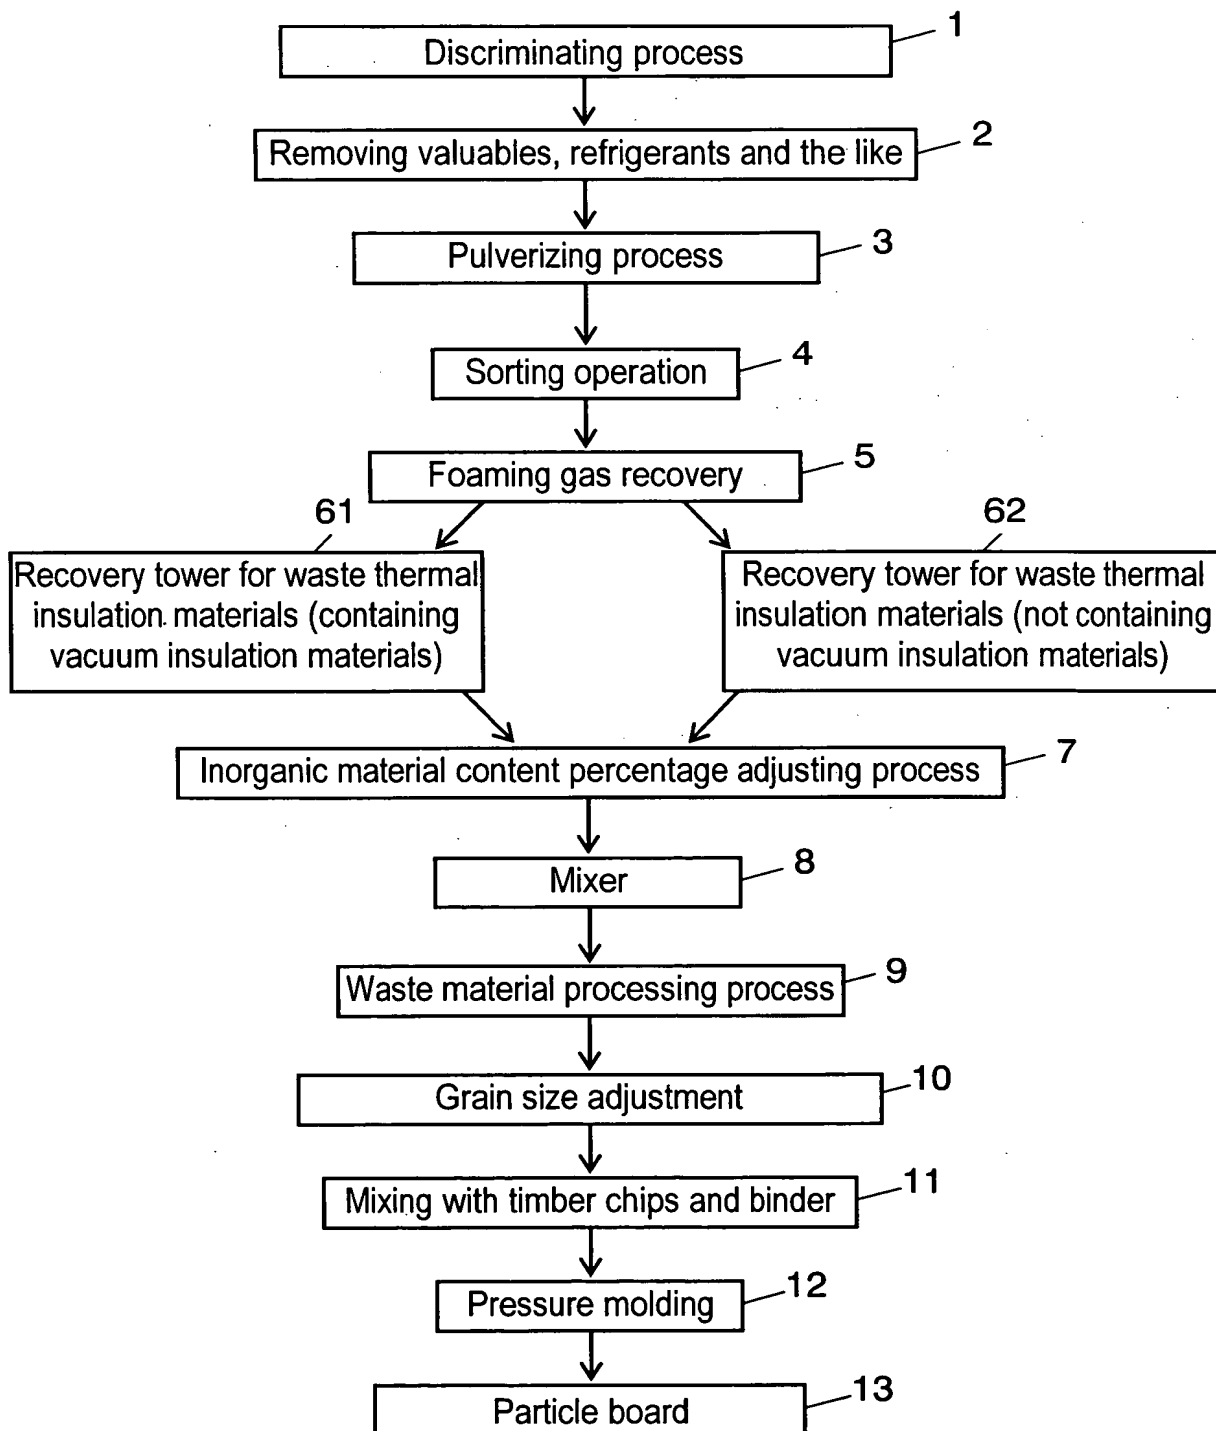 1
Discriminating process
2
Removing valuables, refrigerants and the like
3
Pulverizing process
4
Sorting operation
5
Foaming gas recovery
61
62
Recovery tower for waste thermal
insulation materials (containing
vacuum insulation materials)
Recovery tower for waste thermal
insulation materials (not containing
vacuum insulation materials)
7
Inorganic material content percentage adjusting process
8
Mixer
9
Waste material processing process
10
Grain size adjustment
11
Mixing with timber chips and binder
12
Pressure molding
13
Particle board